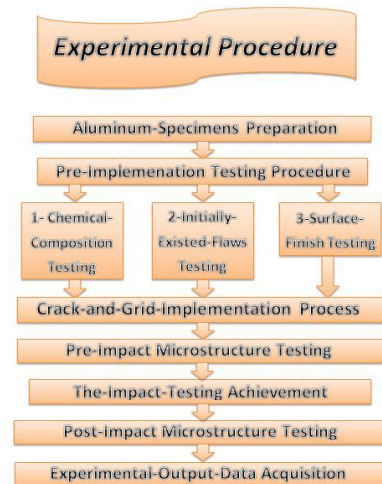 Experimental Procedure
Aluminum-Specimens Preparation
Pre-Implemenation Testing Procedure
1- Chemical-
Composition
Testing
2-Initially-
Existed-Flaws
Testing
3-Surface-
Finish Testing
Crack-and-Grid-Implementation Process
Pre-Impact Microstructure Testing
The-Impact-Testing Achievement
Post-Impact Microstructure Testing
Experimental-Output-Data Acquisition